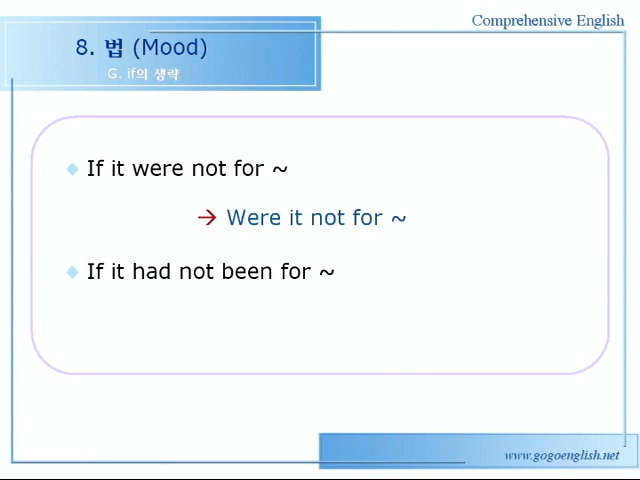 Comprehensive English
8. 법 (Mood)
G. if의 생략
If it were not for ~
→ Were it not for ~
If it had not been for ~
www.gogoenglish.net